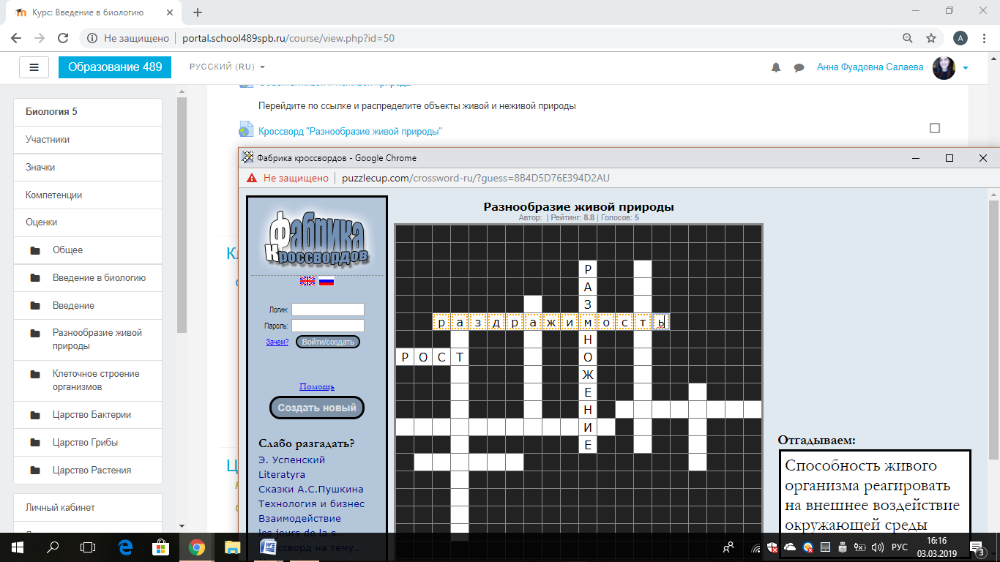 Курс: Введение в биологию
Не защищено
portal.school489spb.ru/course/view.php?id=50
A
Образование 489
РУССКИЙ (RU)
Анна Фуадовна Салаева
Биология 5
Участники
Значки
Компетенции
Оценки
Общее
Введение в биологию
Введение
Разнообразие живой
природы
Клеточное строение
организмов
Царство Бактерии
Царство Грибы
Царство Растения
Личный кабинет
Перейдите по ссылке и распределите объекты живой и неживой природы
Кроссворд "Разнообразие живой природы"
Фабрика кроссвордов - Google Chrome
Не защищено
puzzlecup.com/crossword-ru/?guess=8B4D5D76E394D2AU
Фабрика
Кроссвордов
Логин:
Пароль:
Зачем?
Войти/создать
Помощь
Создать новый
Слабо разгадать?
Э. Успенский
Literatyra
Сказки А.С.Пушкина
Технология и бизнес
Взаимодействие
les jours de la s...
Разнообразие живой природы
Автор: | Рейтинг: 8.8 | Голосов: 5
Р
А
З
раздражимосты
Н
РОСТ
О
Ж
Е
Н
И
Е
Отгадываем:
Способность живого
организма реагировать
на внешнее воздействие
окружающей среды
РУС
16:16
03.03.2019
3